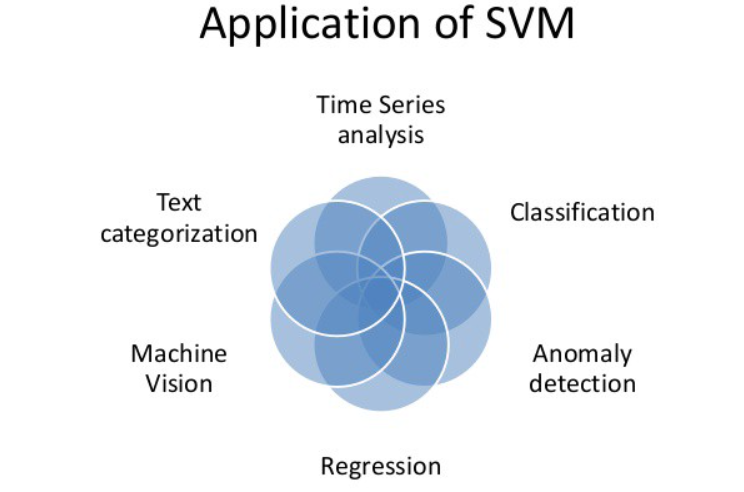 Application of SVM
Time Series
analysis
Text
categorization
Classification
Machine
Vision
Anomaly
detection
Regression